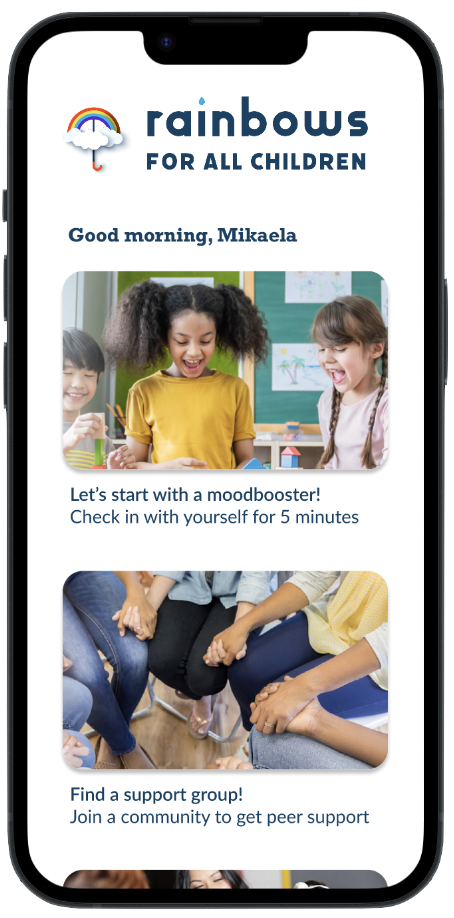 rainbows
FOR ALL CHILDREN
Good morning, Mikaela
Let's start with a moodbooster!
Check in with yourself for 5 minutes
Find a support group!
Join a community to get peer support